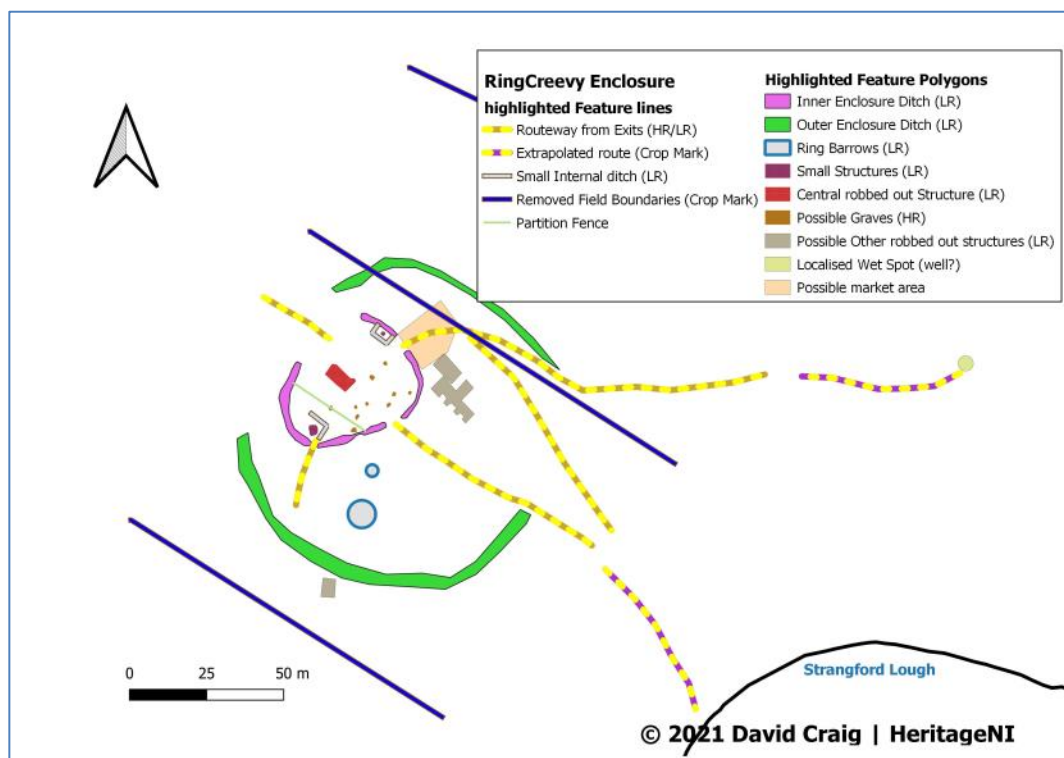 RingCreevy Enclosure
highlighted Feature lines
Routeway from Exits (HR/LR)
Extrapolated route (Crop Mark)
Small Internal ditch (LR)
Removed Field Boundaries (Crop Mark)
Partition Fence
Highlighted Feature Polygons
Inner Enclosure Ditch (LR)
Outer Enclosure Ditch (LR)
Ring Barrows (LR)
Small Structures (LR)
Central robbed out Structure (LR)
Possible Graves (HR)
Possible Other robbed out structures (LR)
Localised Wet Spot (well?)
Possible market area
0 25 50 m
Strangford Lough
© 2021 David Craig | HeritageNI